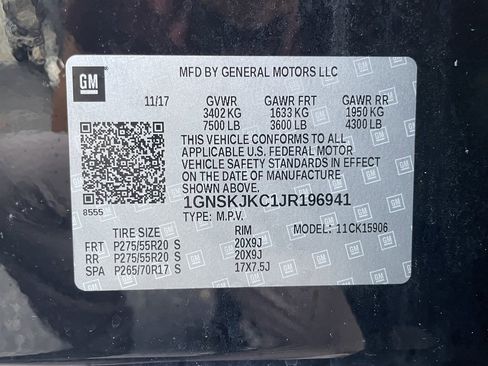 GM
MFD BY GENERAL MOTORS LLC
11/17 GVWR GAWR FRT GAWR RR
3402 KG 1633 KG 1950 KG
7500 LB 3600 LB 4300 LB
THIS VEHICLE CONFORMS TO ALL
APPLICABLE U.S. FEDERAL MOTOR
VEHICLE SAFETY STANDARDS IN EFFECT
ON THE DATE OF MANUFACTURE
SHOWN ABOVE.
8555
1GNSKJKC1JR196941
TYPE: M.P.V.
MODEL: 11CK15906
TIRE SIZE RIM
FRT P275/55R20 S 20X9J
RR P275/55R20 S 20X9J
SPA P265/70R17 S 17X7.5J